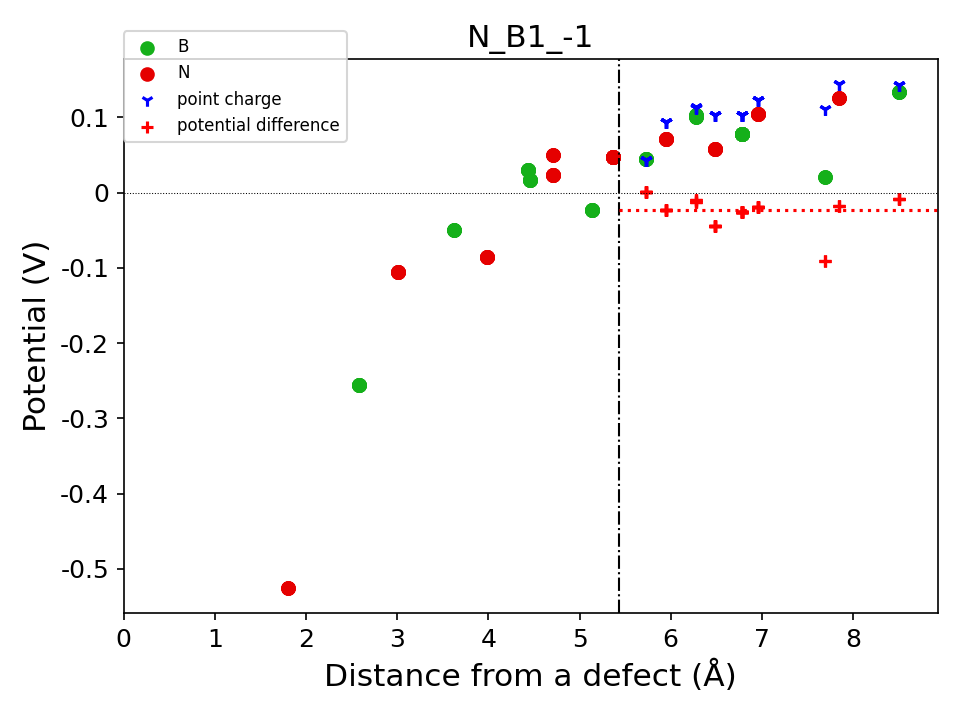 N_B1_-1
B
N
point charge
potential difference
0.1
0
-0.1
-0.2
-0.3
-0.4
-0.5
Potential (V)
0 1 2 3 4 5 6 7 8
Distance from a defect (Å)